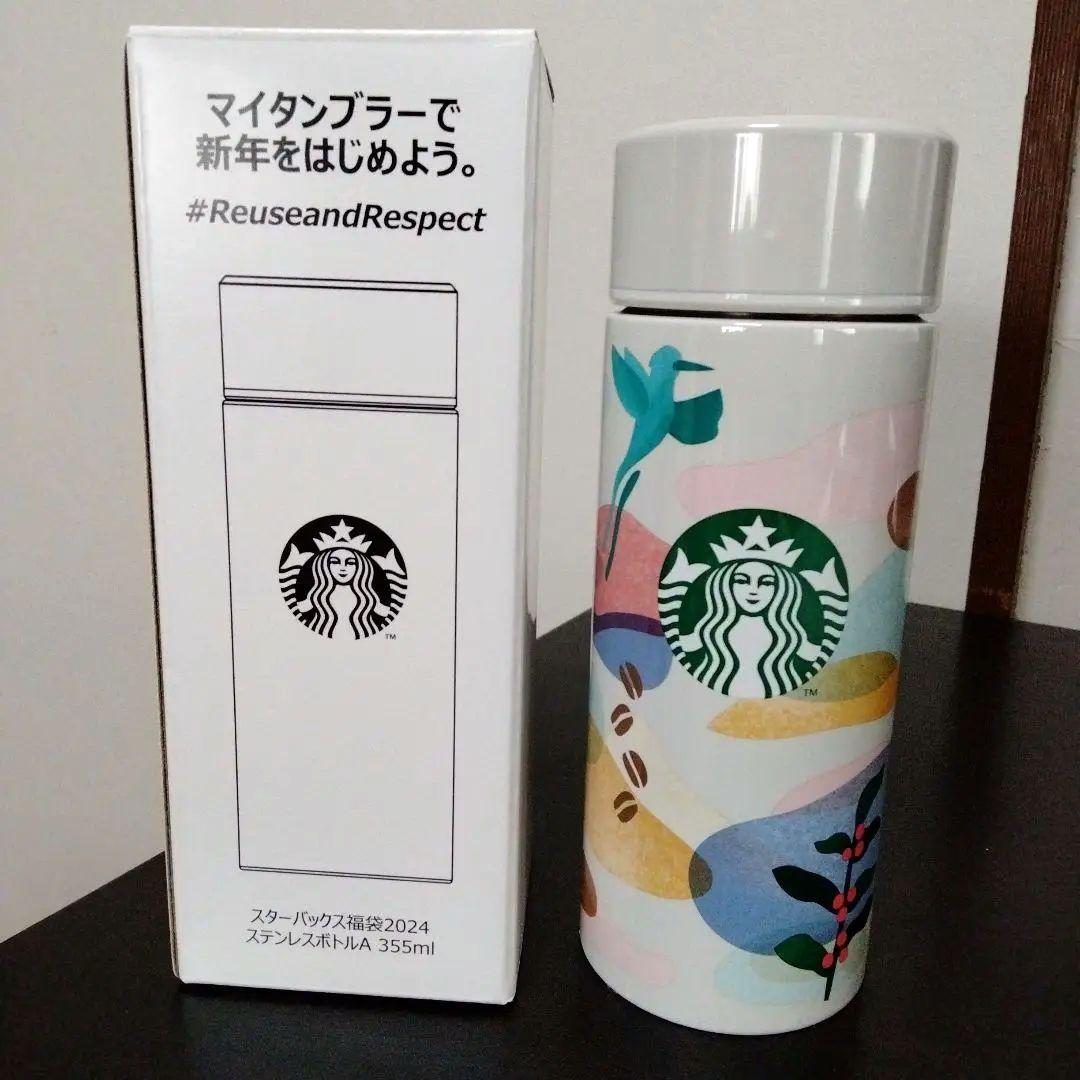 マイタンブラーで
新年をはじめよう。
#ReuseandRespect
TM
スターバックス福袋2024
ステンレスボトルA 355ml
TM